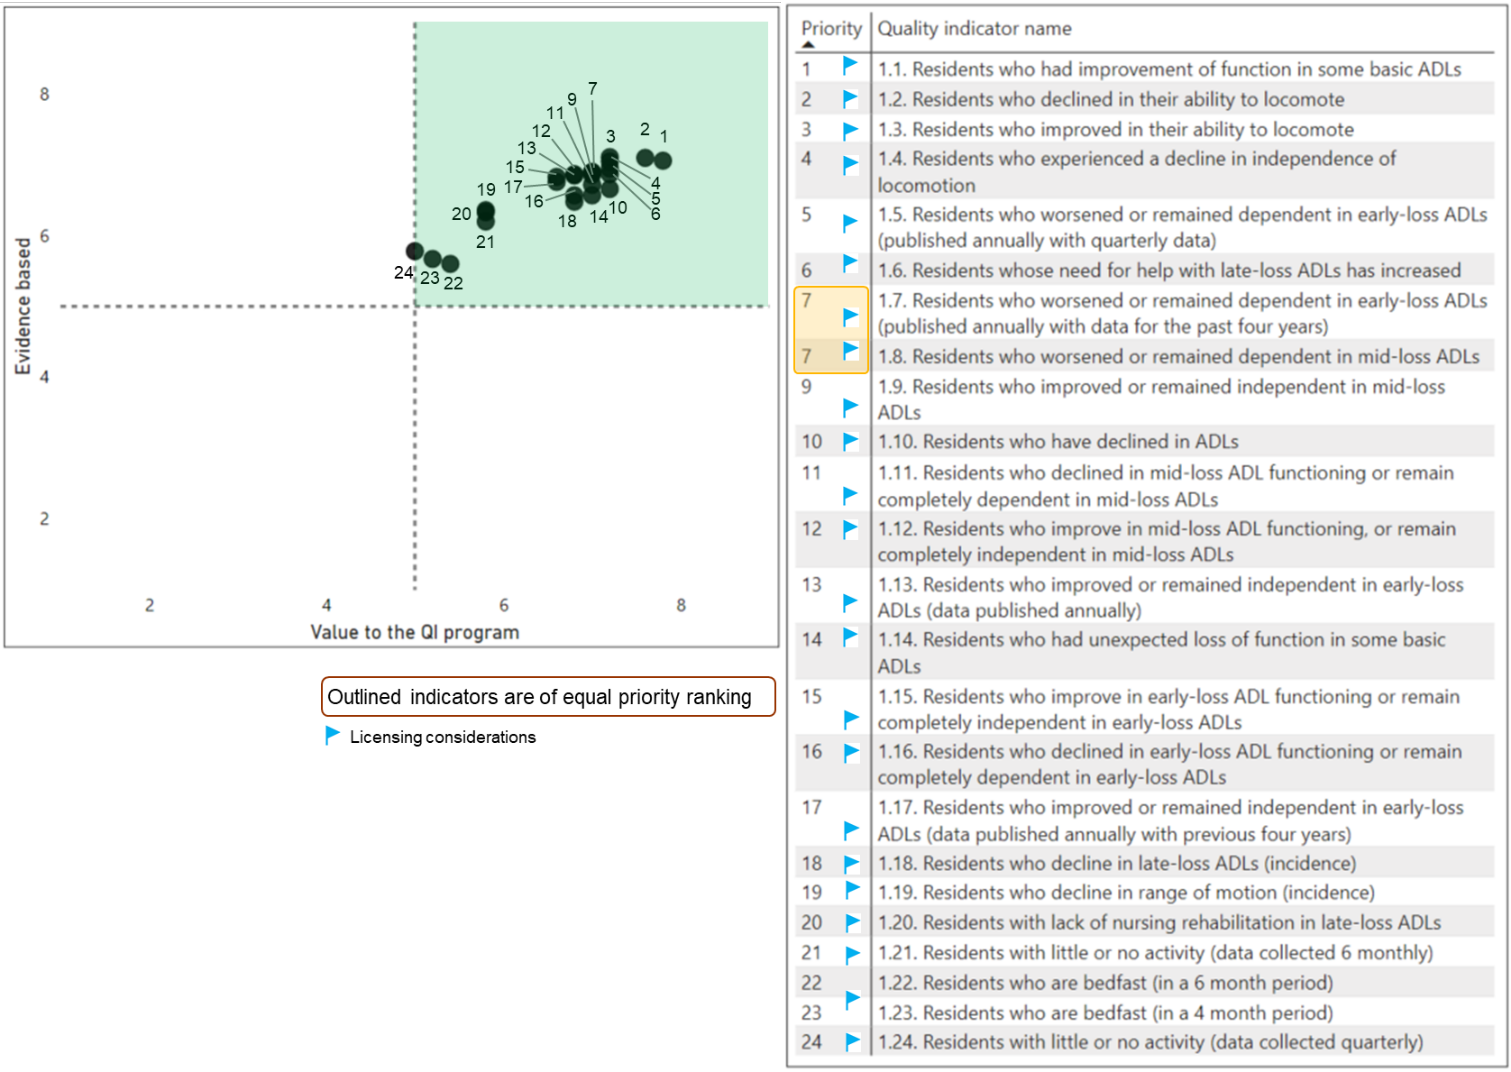 Evidence based
8
6
4
2
2
4
6
8
Value to the QI program
7
9
11
12
13
15
17
16
18
14
10
3
2
1
4
5
6
19
20
21
24
23
22
Outlined indicators are of equal priority ranking
Licensing considerations
Priority Quality indicator name
1 1.1. Residents who had improvement of function in some basic ADLs
2 1.2. Residents who declined in their ability to locomote
3 1.3. Residents who improved in their ability to locomote
4 1.4. Residents who experienced a decline in independence of
locomotion
5 1.5. Residents who worsened or remained dependent in early-loss ADLs
(published annually with quarterly data)
6 1.6. Residents whose need for help with late-loss ADLs has increased
7 1.7. Residents who worsened or remained dependent in early-loss ADLs
(published annually with data for the past four years)
7 1.8. Residents who worsened or remained dependent in mid-loss ADLs
9 1.9. Residents who improved or remained independent in mid-loss
ADLs
10 1.10. Residents who have declined in ADLs
11 1.11. Residents who declined in mid-loss ADL functioning or remain
completely dependent in mid-loss ADLs
12 1.12. Residents who improve in mid-loss ADL functioning, or remain
completely independent in mid-loss ADLs
13 1.13. Residents who improved or remained independent in early-loss
ADLs (data published annually)
14 1.14. Residents who had unexpected loss of function in some basic
ADLs
15 1.15. Residents who improve in early-loss ADL functioning or remain
completely independent in early-loss ADLs
16 1.16. Residents who declined in early-loss ADL functioning or remain
completely dependent in early-loss ADLs
17 1.17. Residents who improved or remained independent in early-loss
ADLs (data published annually with previous four years)
18 1.18. Residents who decline in late-loss ADLs (incidence)
19 1.19. Residents who decline in range of motion (incidence)
20 1.20. Residents with lack of nursing rehabilitation in late-loss ADLs
21 1.21. Residents with little or no activity (data collected 6 monthly)
22 1.22. Residents who are bedfast (in a 6 month period)
23 1.23. Residents who are bedfast (in a 4 month period)
24 1.24. Residents with little or no activity (data collected quarterly)